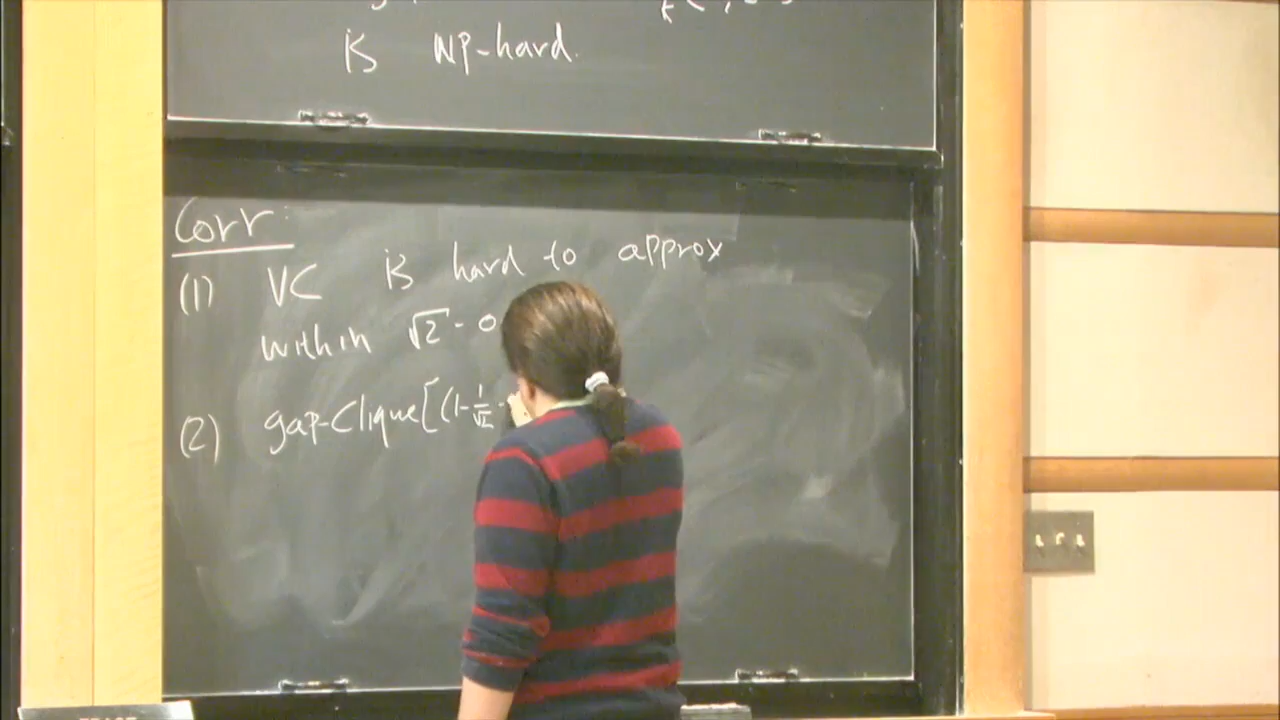 is NP-hard.
Corr:
(1) VC is hard to approx
within √2 - o
(2) gap-Clique[(1-1/√2 -